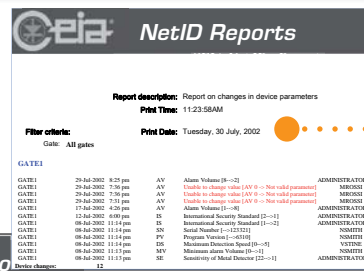 ceia NetID Reports
Report description: Report on changes in device parameters
Print Time: 11:23:58AM
Filter criteria: Print Date: Tuesday, 30 July, 2002
Gate: All gates
GATE1
GATE1 29-Jul-2002 8:25 pm AV Alarm Volume [8-->2] ADMINISTRATOR
GATE1 29-Jul-2002 7:36 pm AV Unable to change value [AV 0 --> Not valid parameter] MROSSI
GATE1 29-Jul-2002 7:36 pm AV Unable to change value [AV 0 --> Not valid parameter] MROSSI
GATE1 29-Jul-2002 7:31 pm AV Unable to change value [AV 0 --> Not valid parameter] MROSSI
GATE1 17-Jul-2002 4:26 pm AV Alarm Volume [1-->8] ADMINISTRATOR
GATE1 12-Jul-2002 6:00 pm IS International Security Standard [2-->1] ADMINISTRATOR
GATE1 08-Jul-2002 11:14 pm IS International Security Standard [1-->2] ADMINISTRATOR
GATE1 08-Jul-2002 11:14 pm SN Serial Number [-->123321] NSMITH
GATE1 08-Jul-2002 11:14 pm PV Program Version [-->6310] NSMITH
GATE1 08-Jul-2002 11:14 pm DS Maximum Detection Speed [0-->5] VSTINE
GATE1 08-Jul-2002 11:13 pm MV Minimum alarm Volume [0-->1] NSMITH
GATE1 08-Jul-2002 11:13 pm SE Sensitivity of Metal Detector [22-->1] ADMINISTRATOR
Device changes: 12